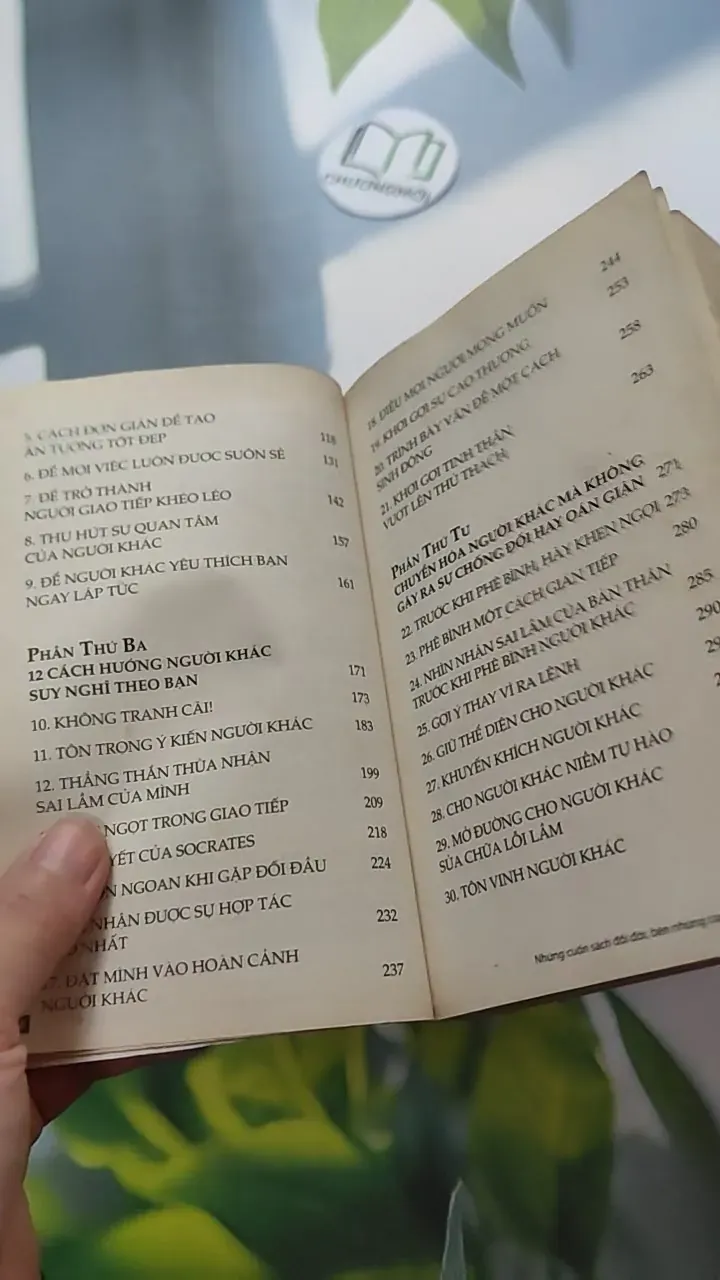 5. CÁCH ĐƠN GIẢN ĐỂ TẠO
ẤN TƯỢNG TỐT ĐẸP 118
6. ĐỂ MỌI VIỆC LUÔN ĐƯỢC SUÔN SẺ 131
7. ĐỂ TRỞ THÀNH
NGƯỜI GIAO TIẾP KHÉO LÉO 142
8. THU HÚT SỰ QUAN TÂM
CỦA NGƯỜI KHÁC 157
9. ĐỂ NGƯỜI KHÁC YÊU THÍCH BẠN
NGAY LẬP TỨC 161
PHẦN THỨ BA
12 CÁCH HƯỚNG NGƯỜI KHÁC
SUY NGHĨ THEO BẠN 171
10. KHÔNG TRANH CÃI! 173
11. TÔN TRỌNG Ý KIẾN NGƯỜI KHÁC 183
12. THẲNG THẮN THỪA NHẬN
SAI LẦM CỦA MÌNH 199
NGỌT TRONG GIAO TIẾP 209
YẾT CỦA SOCRATES 218
N NGOAN KHI GẶP ĐỐI ĐẦU 224
NHẬN ĐƯỢC SỰ HỢP TÁC
NHẤT 232
17. ĐẶT MÌNH VÀO HOÀN CẢNH
NGƯỜI KHÁC 237
18. ĐIỀU MỌI NGƯỜI MONG MUỐN 244
19. KHƠI GỢI SỰ CAO THƯỢNG 253
20. TRÌNH BÀY VẤN ĐỀ MỘT CÁCH
SINH ĐỘNG 258
21. KHƠI GỢI TINH THẦN
VƯỢT LÊN THỬ THÁCH 263
PHẦN THỨ TƯ
CHUYỂN HÓA NGƯỜI KHÁC MÀ KHÔNG
GÂY RA SỰ CHỐNG ĐỐI HAY OÁN GIẬN 271
22. TRƯỚC KHI PHÊ BÌNH, HÃY KHEN NGỢI 273
23. PHÊ BÌNH MỘT CÁCH GIÁN TIẾP 280
24. NHÌN NHẬN SAI LẦM CỦA BẢN THÂN
TRƯỚC KHI PHÊ BÌNH NGƯỜI KHÁC 285
25. GỢI Ý THAY VÌ RA LỆNH 290
26. GIỮ THỂ DIỆN CHO NGƯỜI KHÁC
27. KHUYẾN KHÍCH NGƯỜI KHÁC
28. CHO NGƯỜI KHÁC NIỀM TỰ HÀO
29. MỞ ĐƯỜNG CHO NGƯỜI KHÁC
SỬA CHỮA LỖI LẦM
30. TÔN VINH NGƯỜI KHÁC
Những cuốn sách đổi đời, bên những